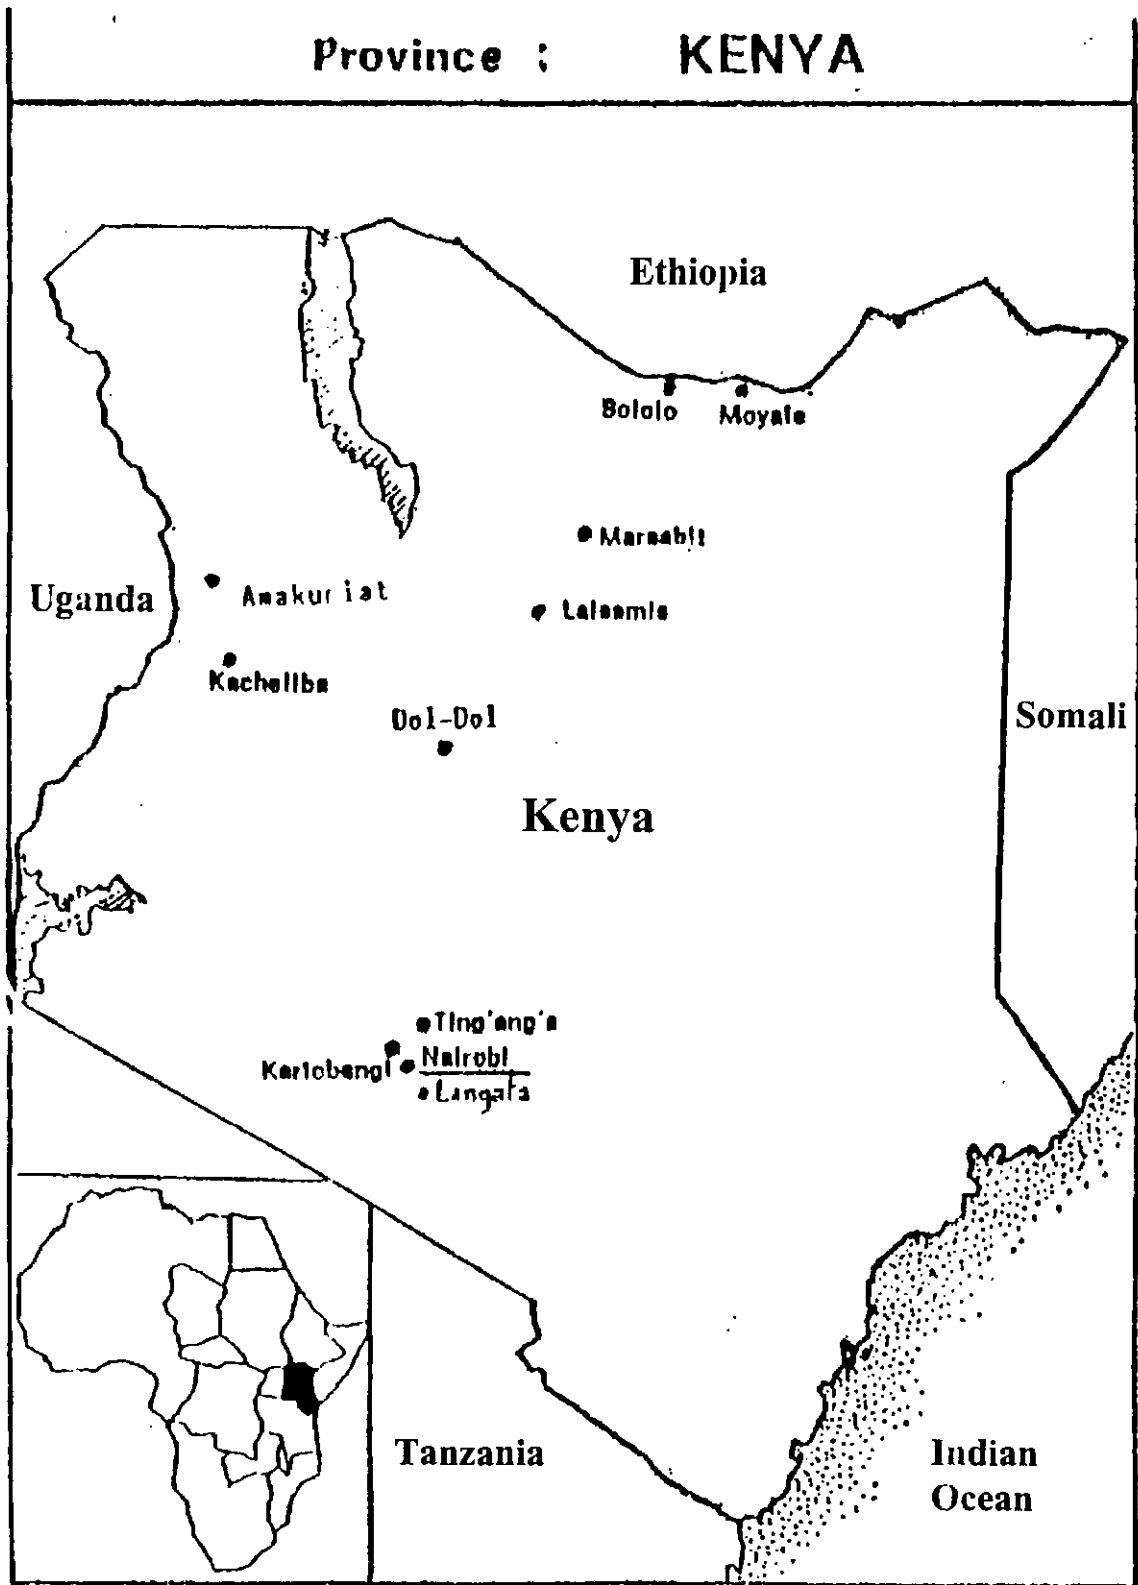 Province : KENYA
Ethiopia
Bololo
Moyale
Marsabit
Uganda
Amakuriat
Laisamis
Kacheliba
Dol-Dol
Somali
Kenya
Ting'ang'a
Nairobi
Kariobangi
Langata
Tanzania
Indian
Ocean